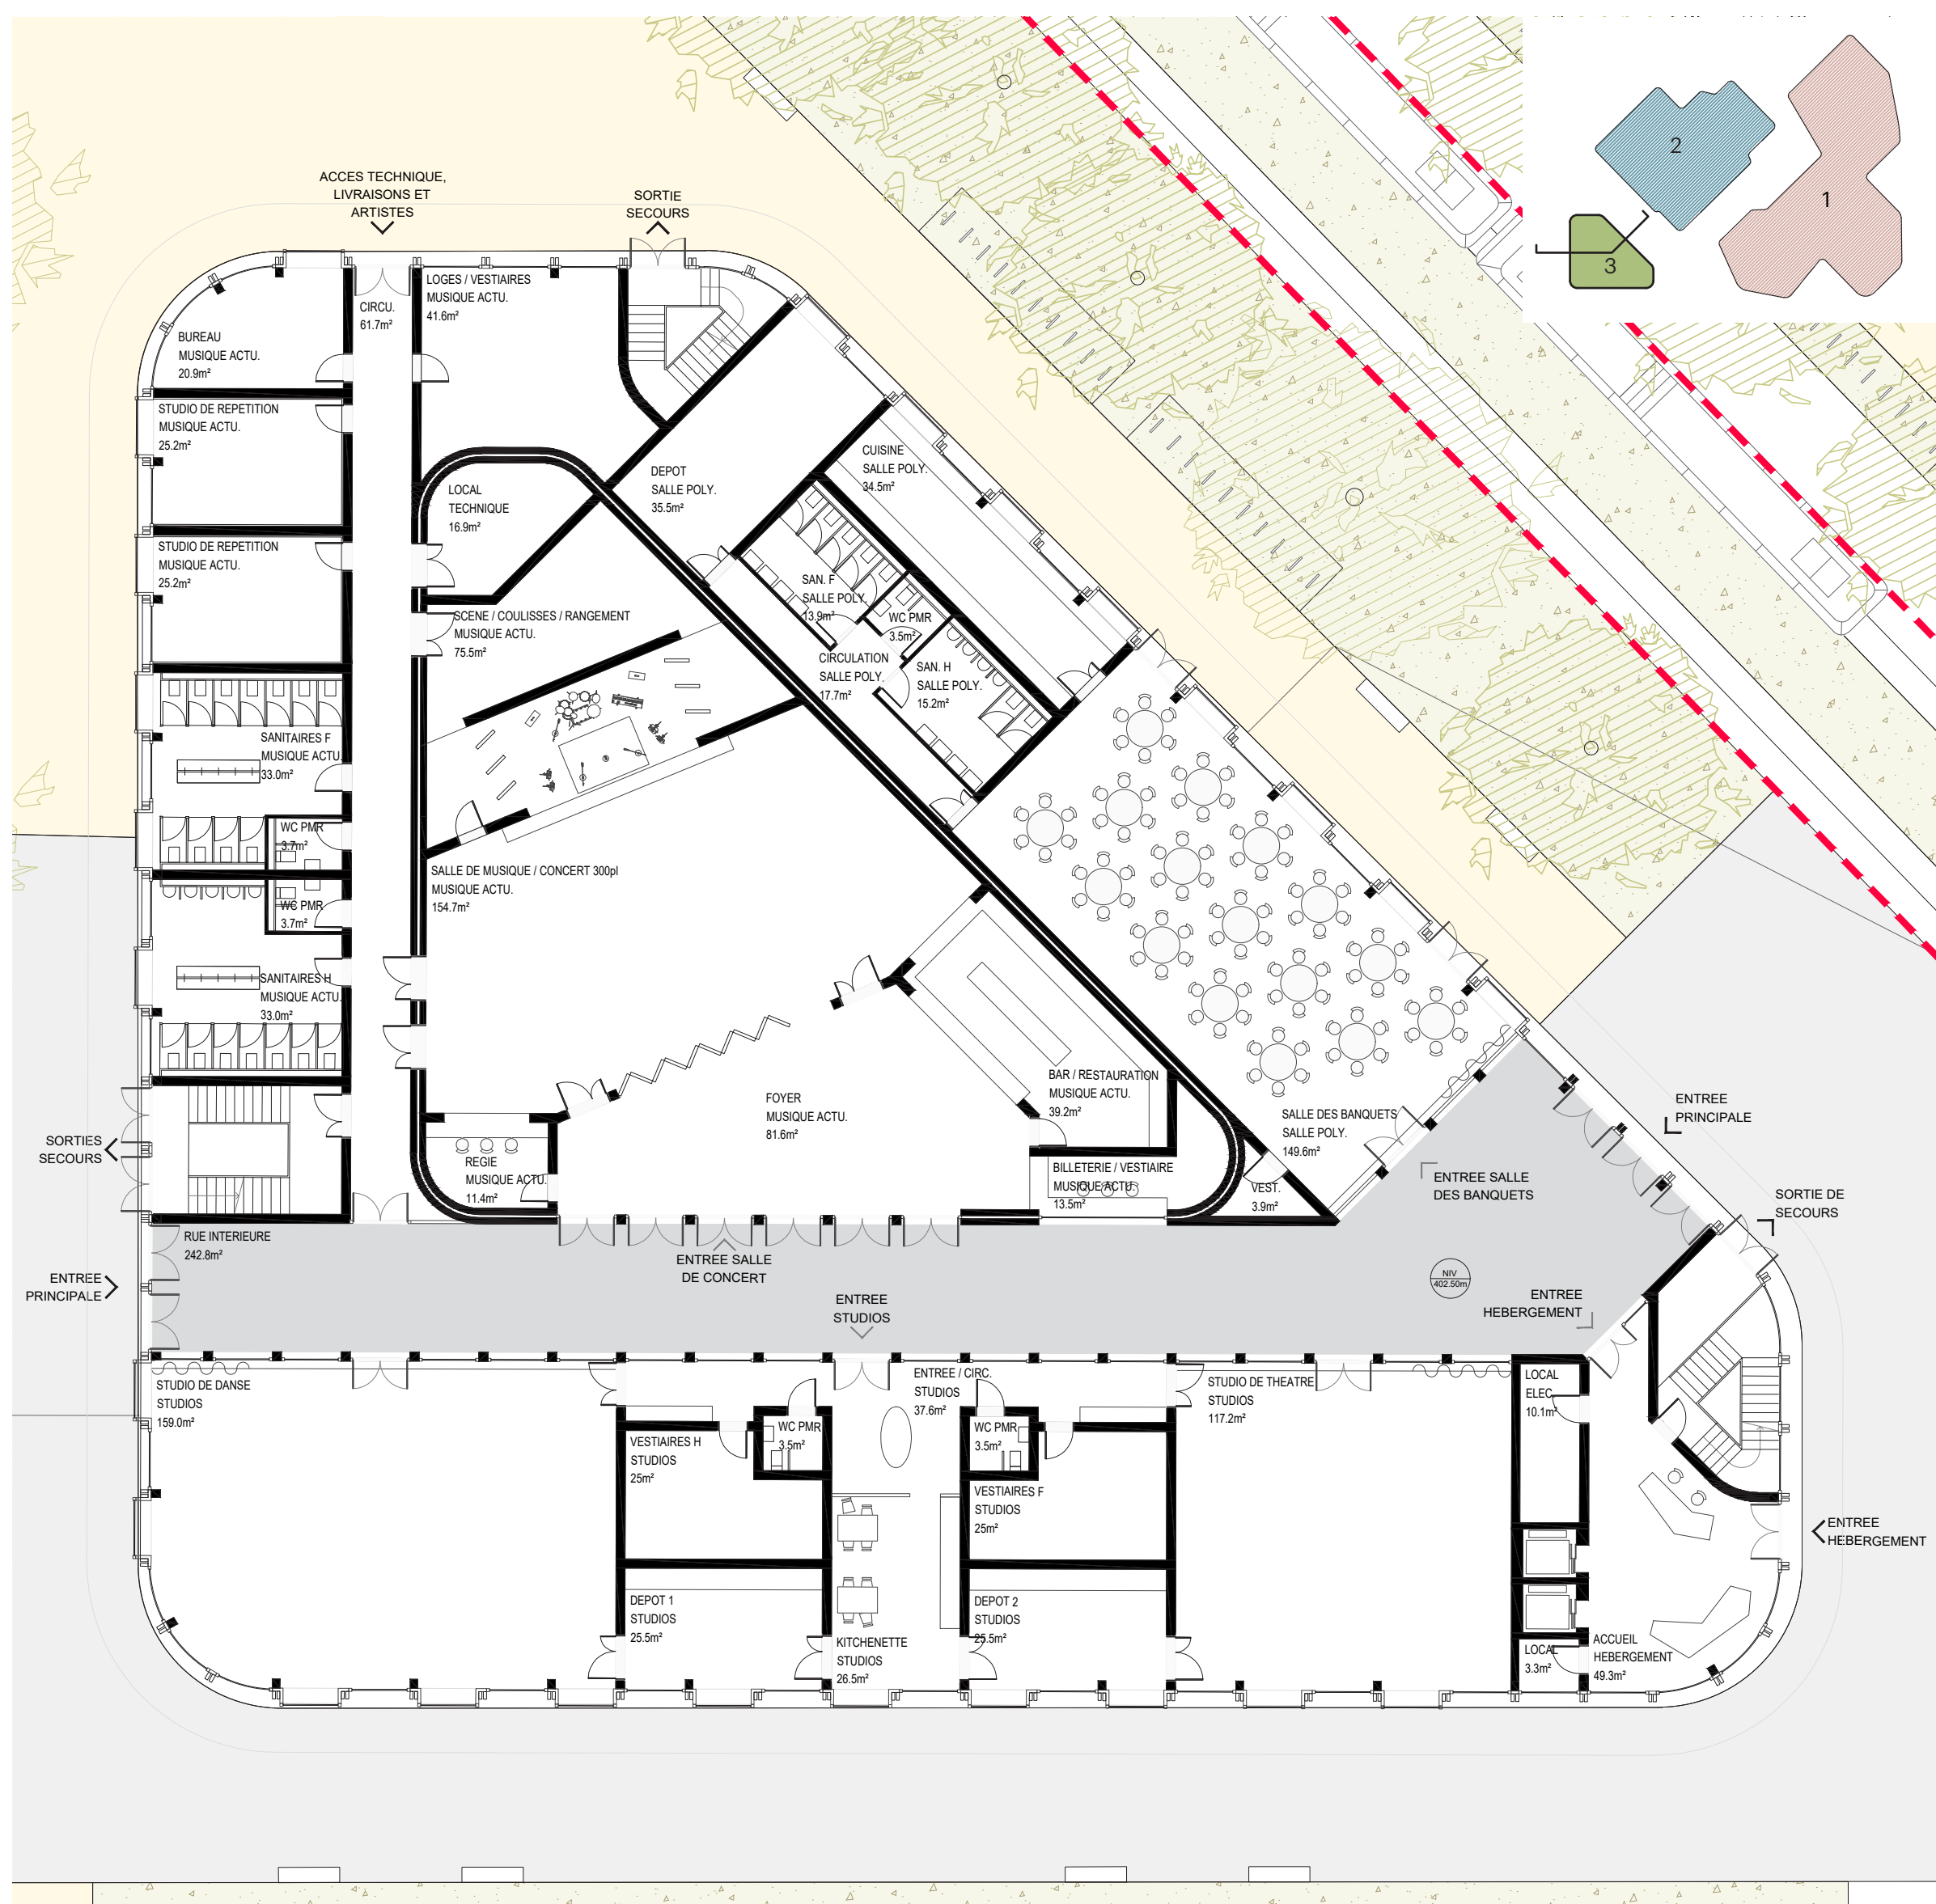 2
1
3
ACCES TECHNIQUE,
LIVRAISONS ET
ARTISTES
SORTIE
SECOURS
LOGES / VESTIAIRES
MUSIQUE ACTU.
41.6m²
CIRCU.
61.7m²
BUREAU
MUSIQUE ACTU.
20.9m²
STUDIO DE REPETITION
MUSIQUE ACTU.
25.2m²
CUISINE
SALLE POLY.
34.5m²
DEPOT
SALLE POLY.
35.5m²
LOCAL
TECHNIQUE
16.9m²
STUDIO DE REPETITION
MUSIQUE ACTU.
25.2m²
SAN. F
SALLE POLY.
13.9m²
WC PMR
3.5m²
SCENE / COULISSES / RANGEMENT
MUSIQUE ACTU.
75.5m²
CIRCULATION
SALLE POLY.
17.7m²
SAN. H
SALLE POLY.
15.2m²
SANITAIRES F
MUSIQUE ACTU.
33.0m²
WC PMR
3.7m²
SALLE DE MUSIQUE / CONCERT 300pl
MUSIQUE ACTU.
154.7m²
WC PMR
3.7m²
SANITAIRES H
MUSIQUE ACTU.
33.0m²
BAR / RESTAURATION
MUSIQUE ACTU.
39.2m²
FOYER
MUSIQUE ACTU.
81.6m²
SALLE DES BANQUETS
SALLE POLY.
149.6m²
ENTREE
PRINCIPALE
SORTIES
SECOURS
REGIE
MUSIQUE ACTU.
11.4m²
BILLETERIE / VESTIAIRE
MUSIQUE ACTU.
13.5m²
VEST.
3.9m²
ENTREE SALLE
DES BANQUETS
SORTIE DE
SECOURS
RUE INTERIEURE
242.8m²
ENTREE SALLE
DE CONCERT
ENTREE
PRINCIPALE
NIV
402.50m
ENTREE
STUDIOS
ENTREE
HEBERGEMENT
STUDIO DE DANSE
STUDIOS
159.0m²
ENTREE / CIRC.
STUDIOS
37.6m²
STUDIO DE THEATRE
STUDIOS
117.2m²
LOCAL
ELEC.
10.1m²
WC PMR
3.5m²
WC PMR
3.5m²
VESTIAIRES H
STUDIOS
25m²
VESTIAIRES F
STUDIOS
25m²
ENTREE
HEBERGEMENT
DEPOT 1
STUDIOS
25.5m²
DEPOT 2
STUDIOS
25.5m²
KITCHENETTE
STUDIOS
26.5m²
LOCAL
3.3m²
ACCUEIL
HEBERGEMENT
49.3m²